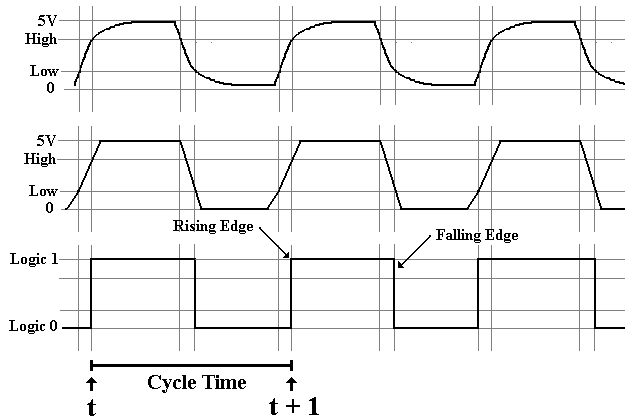 5V
High
Low
0
5V
High
Low
0
Rising Edge
Falling Edge
Logic 1
Logic 0
Cycle Time
t
t + 1